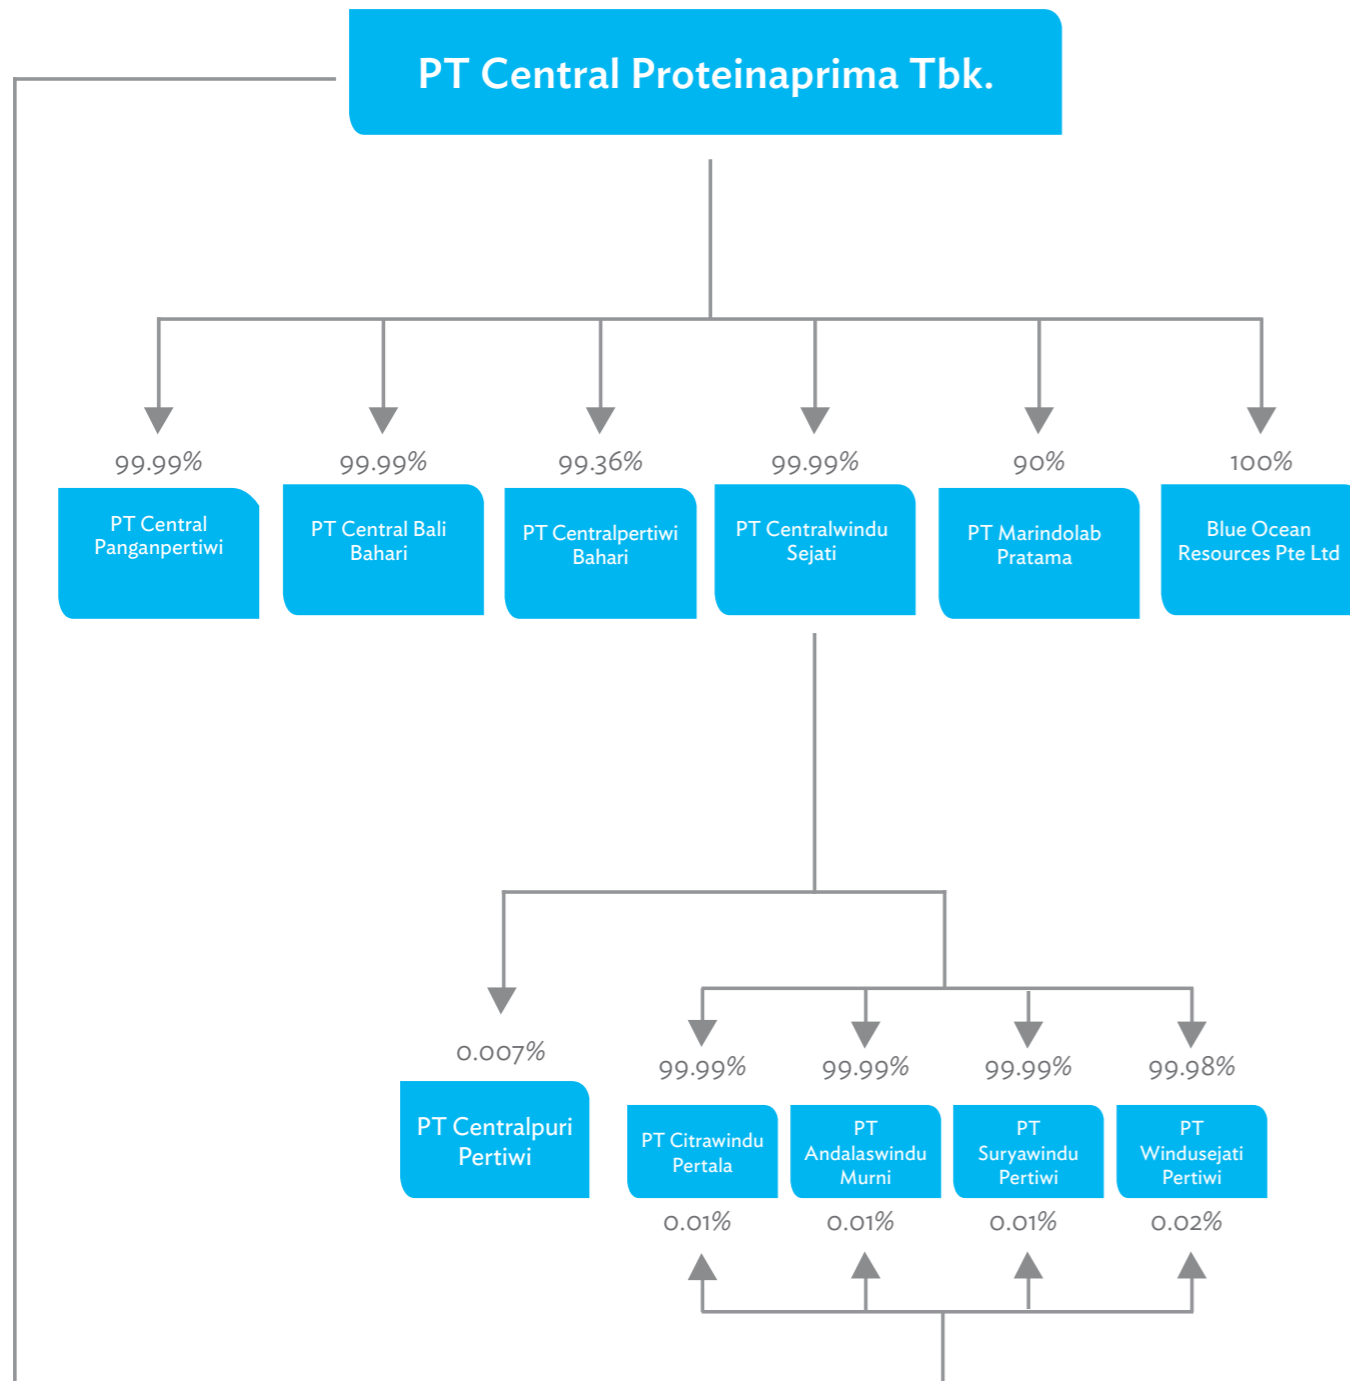 PT Central Proteinaprima Tbk.
99.99%
99.99%
99.36%
99.99%
90%
100%
PT Central
Panganpertiwi
PT Central Bali
Bahari
PT Centralpertiwi
Bahari
PT Centralwindu
Sejati
PT Marindolab
Pratama
Blue Ocean
Resources Pte Ltd
0.007%
99.99%
99.99%
99.99%
99.98%
PT Centralpuri
Pertiwi
PT Citrawindu
Pertala
PT
Andalaswindu
Murni
PT
Suryawindu
Pertiwi
PT
Windusejati
Pertiwi
0.01%
0.01%
0.01%
0.02%